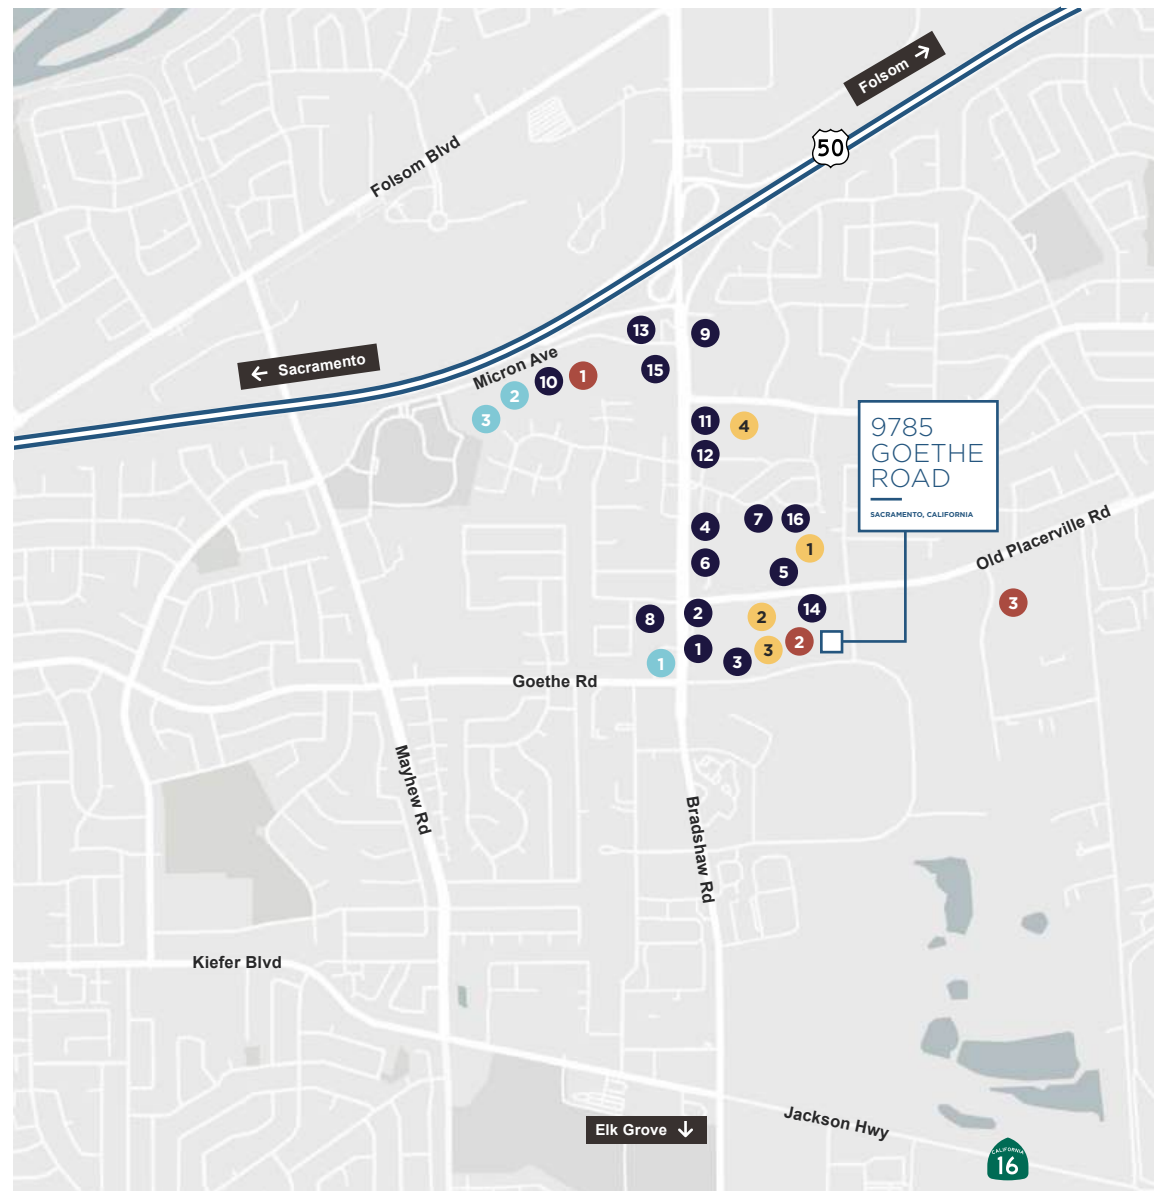 Folsom →
50
Folsom Blvd
13
9
← Sacramento
Micron Ave
15
10
1
2
3
11
4
12
9785
GOETHE
ROAD
SACRAMENTO, CALIFORNIA
4
7
16
1
6
5
Old Placerville Rd
3
8
2
2
14
1
1
3
3
2
Goethe Rd
Mayhew Rd
Bradshaw Rd
Kiefer Blvd
Jackson Hwy
Elk Grove ↓
CALIFORNIA
16